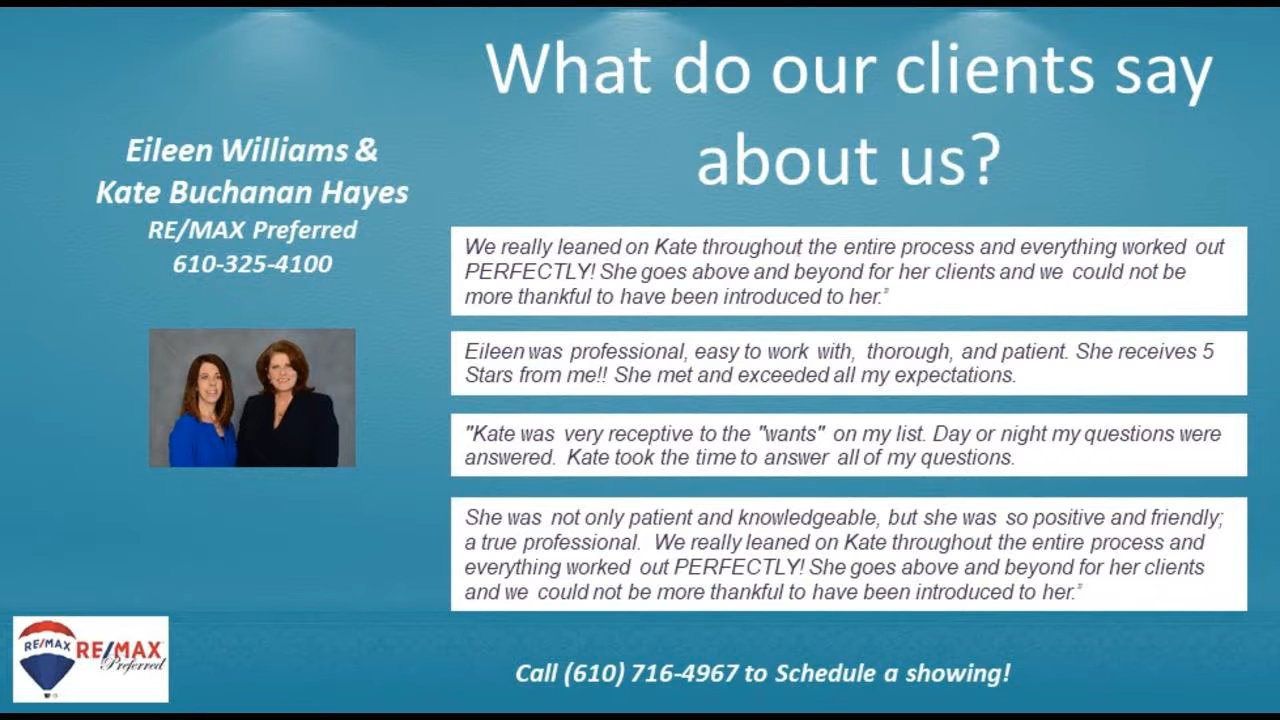 What do our clients say
about us?
Eileen Williams &
Kate Buchanan Hayes
RE/MAX Preferred
610-325-4100
We really leaned on Kate throughout the entire process and everything worked out
PERFECTLY! She goes above and beyond for her clients and we could not be
more thankful to have been introduced to her.”
Eileen was professional, easy to work with, thorough, and patient. She receives 5
Stars from me!! She met and exceeded all my expectations.
"Kate was very receptive to the "wants" on my list. Day or night my questions were
answered. Kate took the time to answer all of my questions.
She was not only patient and knowledgeable, but she was so positive and friendly;
a true professional. We really leaned on Kate throughout the entire process and
everything worked out PERFECTLY! She goes above and beyond for her clients
and we could not be more thankful to have been introduced to her.”
RE/MAX
RE/MAX
Preferred
Call (610) 716-4967 to Schedule a showing!